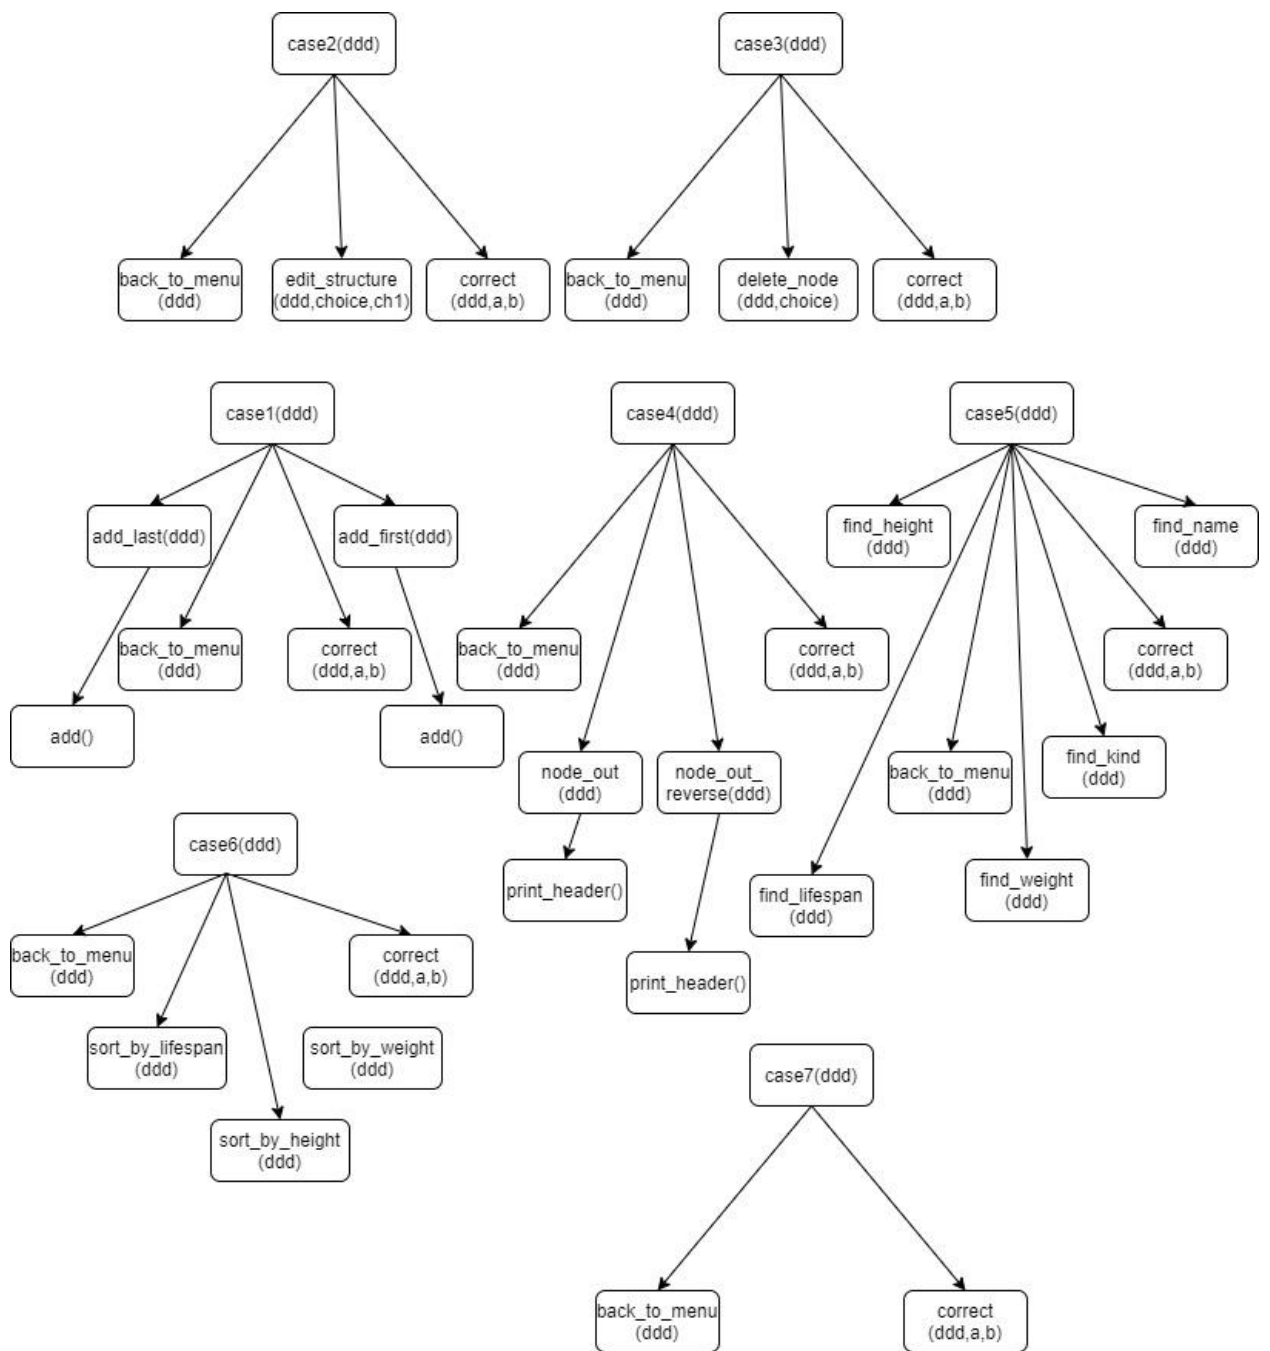 case2(ddd)
case3(ddd)
back_to_menu
(ddd)
edit_structure
(ddd,choice,ch1)
correct
(ddd,a,b)
back_to_menu
(ddd)
delete_node
(ddd,choice)
correct
(ddd,a,b)
case1(ddd)
case4(ddd)
case5(ddd)
add_last(ddd)
add_first(ddd)
find_height
(ddd)
find_name
(ddd)
back_to_menu
(ddd)
correct
(ddd,a,b)
back_to_menu
(ddd)
correct
(ddd,a,b)
correct
(ddd,a,b)
add()
add()
node_out
(ddd)
node_out_
reverse(ddd)
back_to_menu
(ddd)
find_kind
(ddd)
case6(ddd)
print_header()
find_lifespan
(ddd)
find_weight
(ddd)
back_to_menu
(ddd)
correct
(ddd,a,b)
print_header()
sort_by_lifespan
(ddd)
sort_by_weight
(ddd)
case7(ddd)
sort_by_height
(ddd)
back_to_menu
(ddd)
correct
(ddd,a,b)